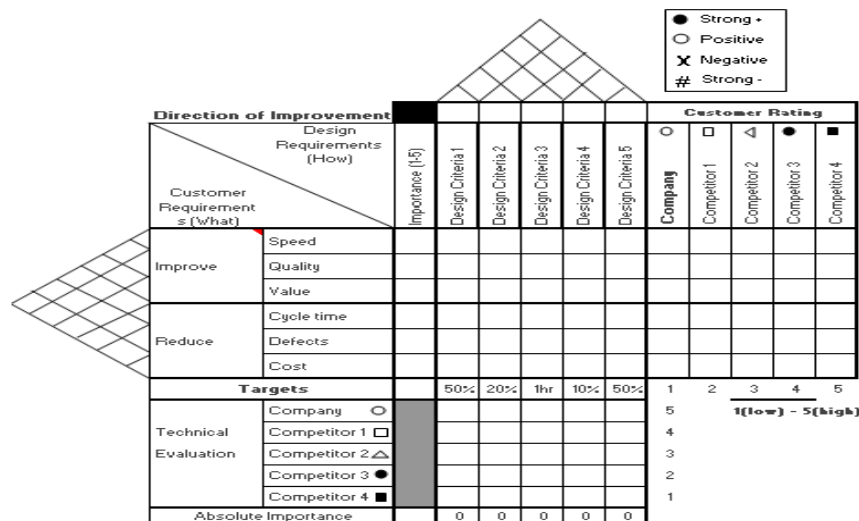 ● Strong +
○ Positive
X Negative
# Strong -
Direction of Improvement
Customer Rating
Design
Requirements
(How)
Customer
Requirement
s (What)
Importance (1-5)
Design Criteria 1
Design Criteria 2
Design Criteria 3
Design Criteria 4
Design Criteria 5
Company
Competitor 1
Competitor 2
Competitor 3
Competitor 4
Improve
Speed
Quality
Value
Reduce
Cycle time
Defects
Cost
Targets 50% 20% 1hr 10% 50% 1 2 3 4 5
1(low) - 5(high)
Technical
Evaluation
Company ○ 5
Competitor 1 □ 4
Competitor 2 △ 3
Competitor 3 ● 2
Competitor 4 ■ 1
Absolute Importance 0 0 0 0 0